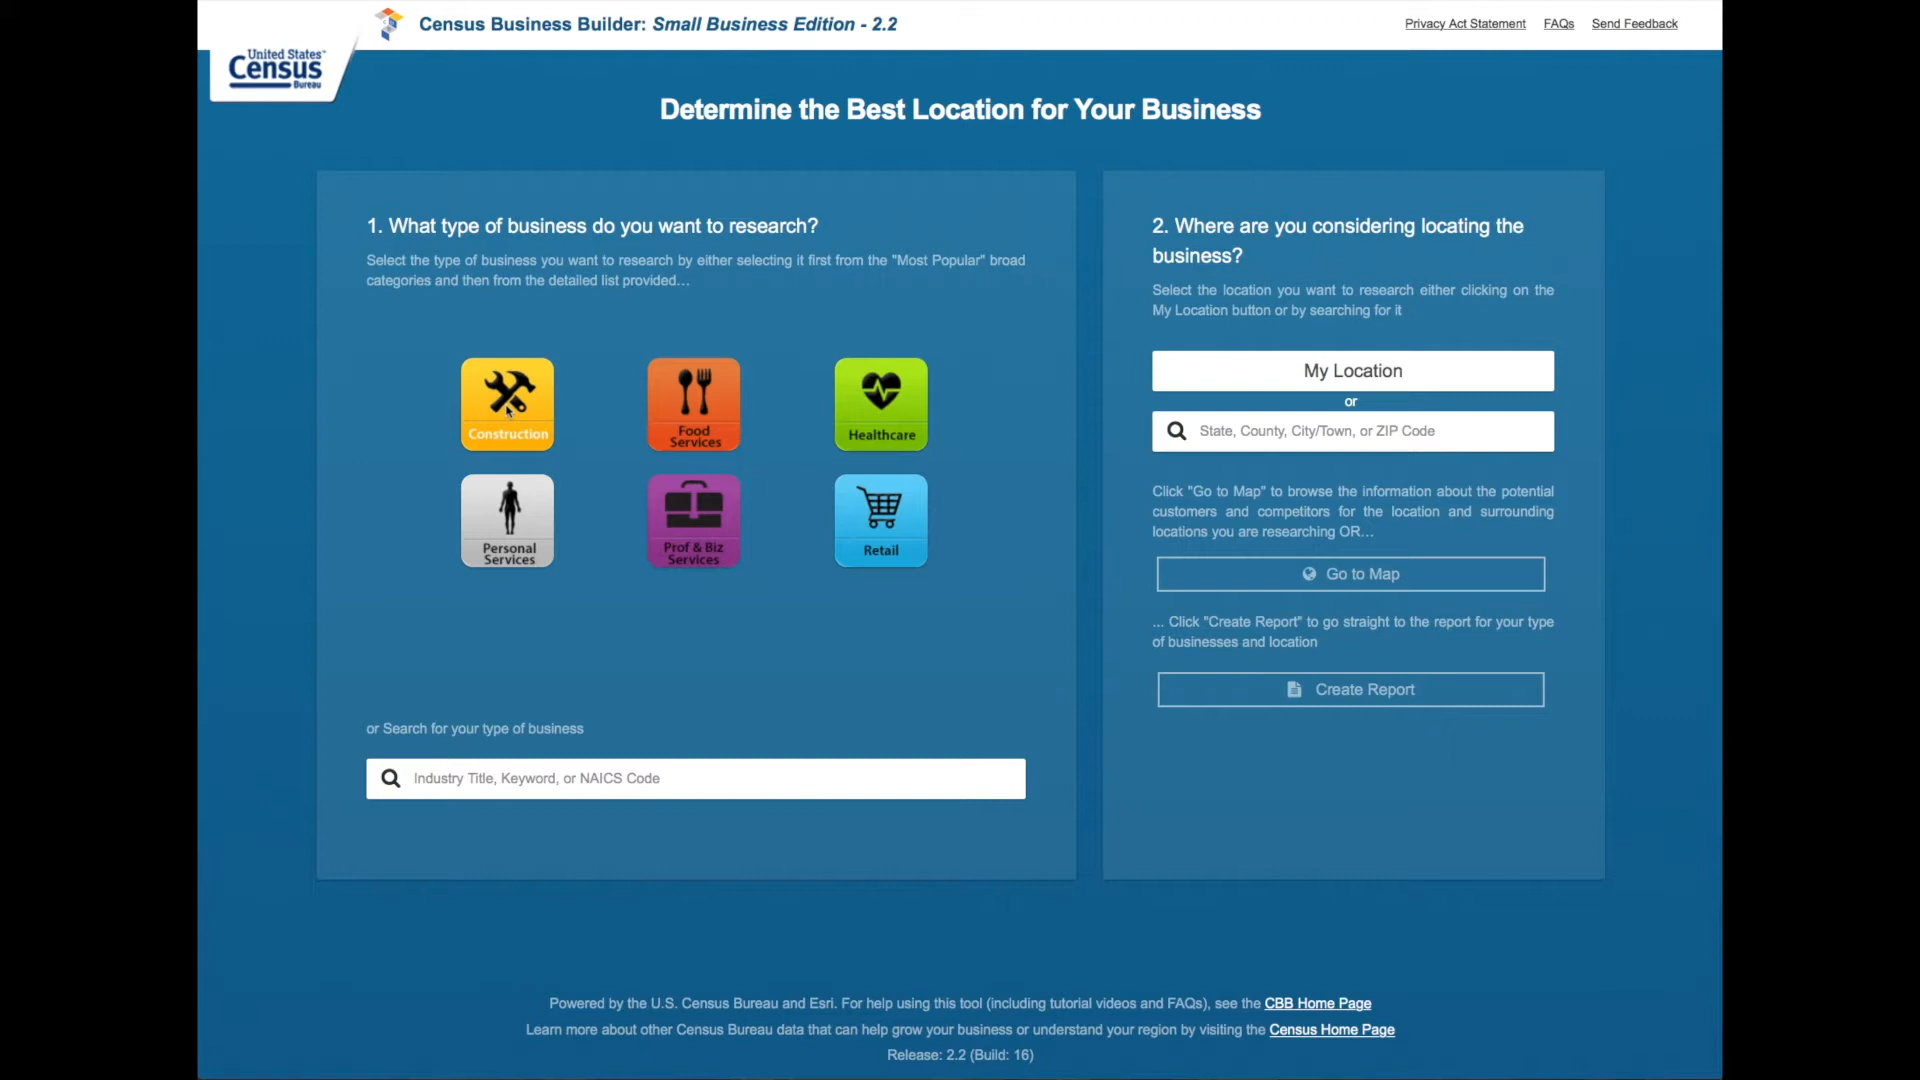 Census Business Builder: Small Business Edition - 2.2
Privacy Act Statement
FAQs
Send Feedback
United States™
Census
Bureau
Determine the Best Location for Your Business
1. What type of business do you want to research?
Select the type of business you want to research by either selecting it first from the "Most Popular" broad
categories and then from the detailed list provided...
Construction
Food
Services
Healthcare
Personal
Services
Prof & Biz
Services
Retail
or Search for your type of business
Industry Title, Keyword, or NAICS Code
2. Where are you considering locating the
business?
Select the location you want to research either clicking on the
My Location button or by searching for it
My Location
or
State, County, City/Town, or ZIP Code
Click "Go to Map" to browse the information about the potential
customers and competitors for the location and surrounding
locations you are researching OR...
Go to Map
... Click "Create Report" to go straight to the report for your type
of businesses and location
Create Report
Powered by the U.S. Census Bureau and Esri. For help using this tool (including tutorial videos and FAQs), see the CBB Home Page
Learn more about other Census Bureau data that can help grow your business or understand your region by visiting the Census Home Page
Release: 2.2 (Build: 16)